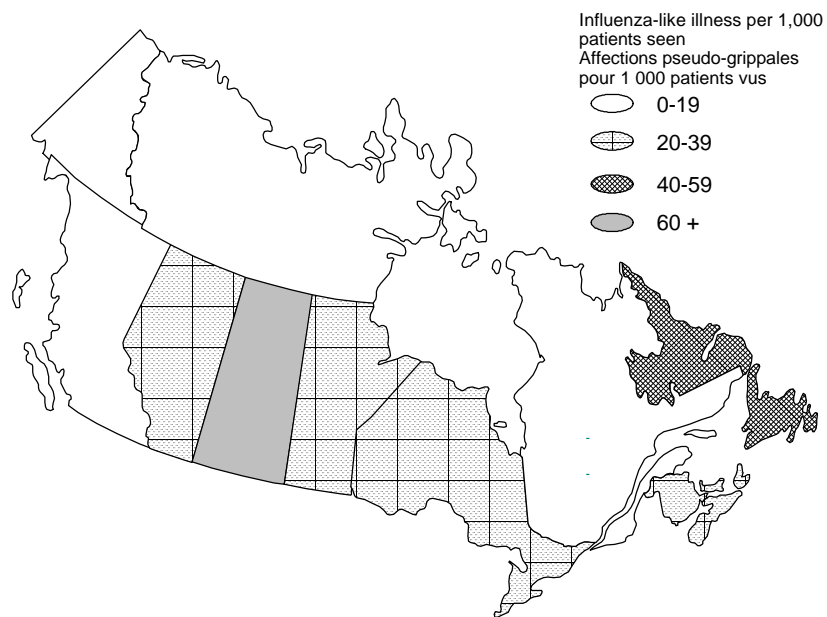 Influenza-like illness per 1,000
patients seen
Affections pseudo-grippales
pour 1 000 patients vus
0-19
20-39
40-59
60 +